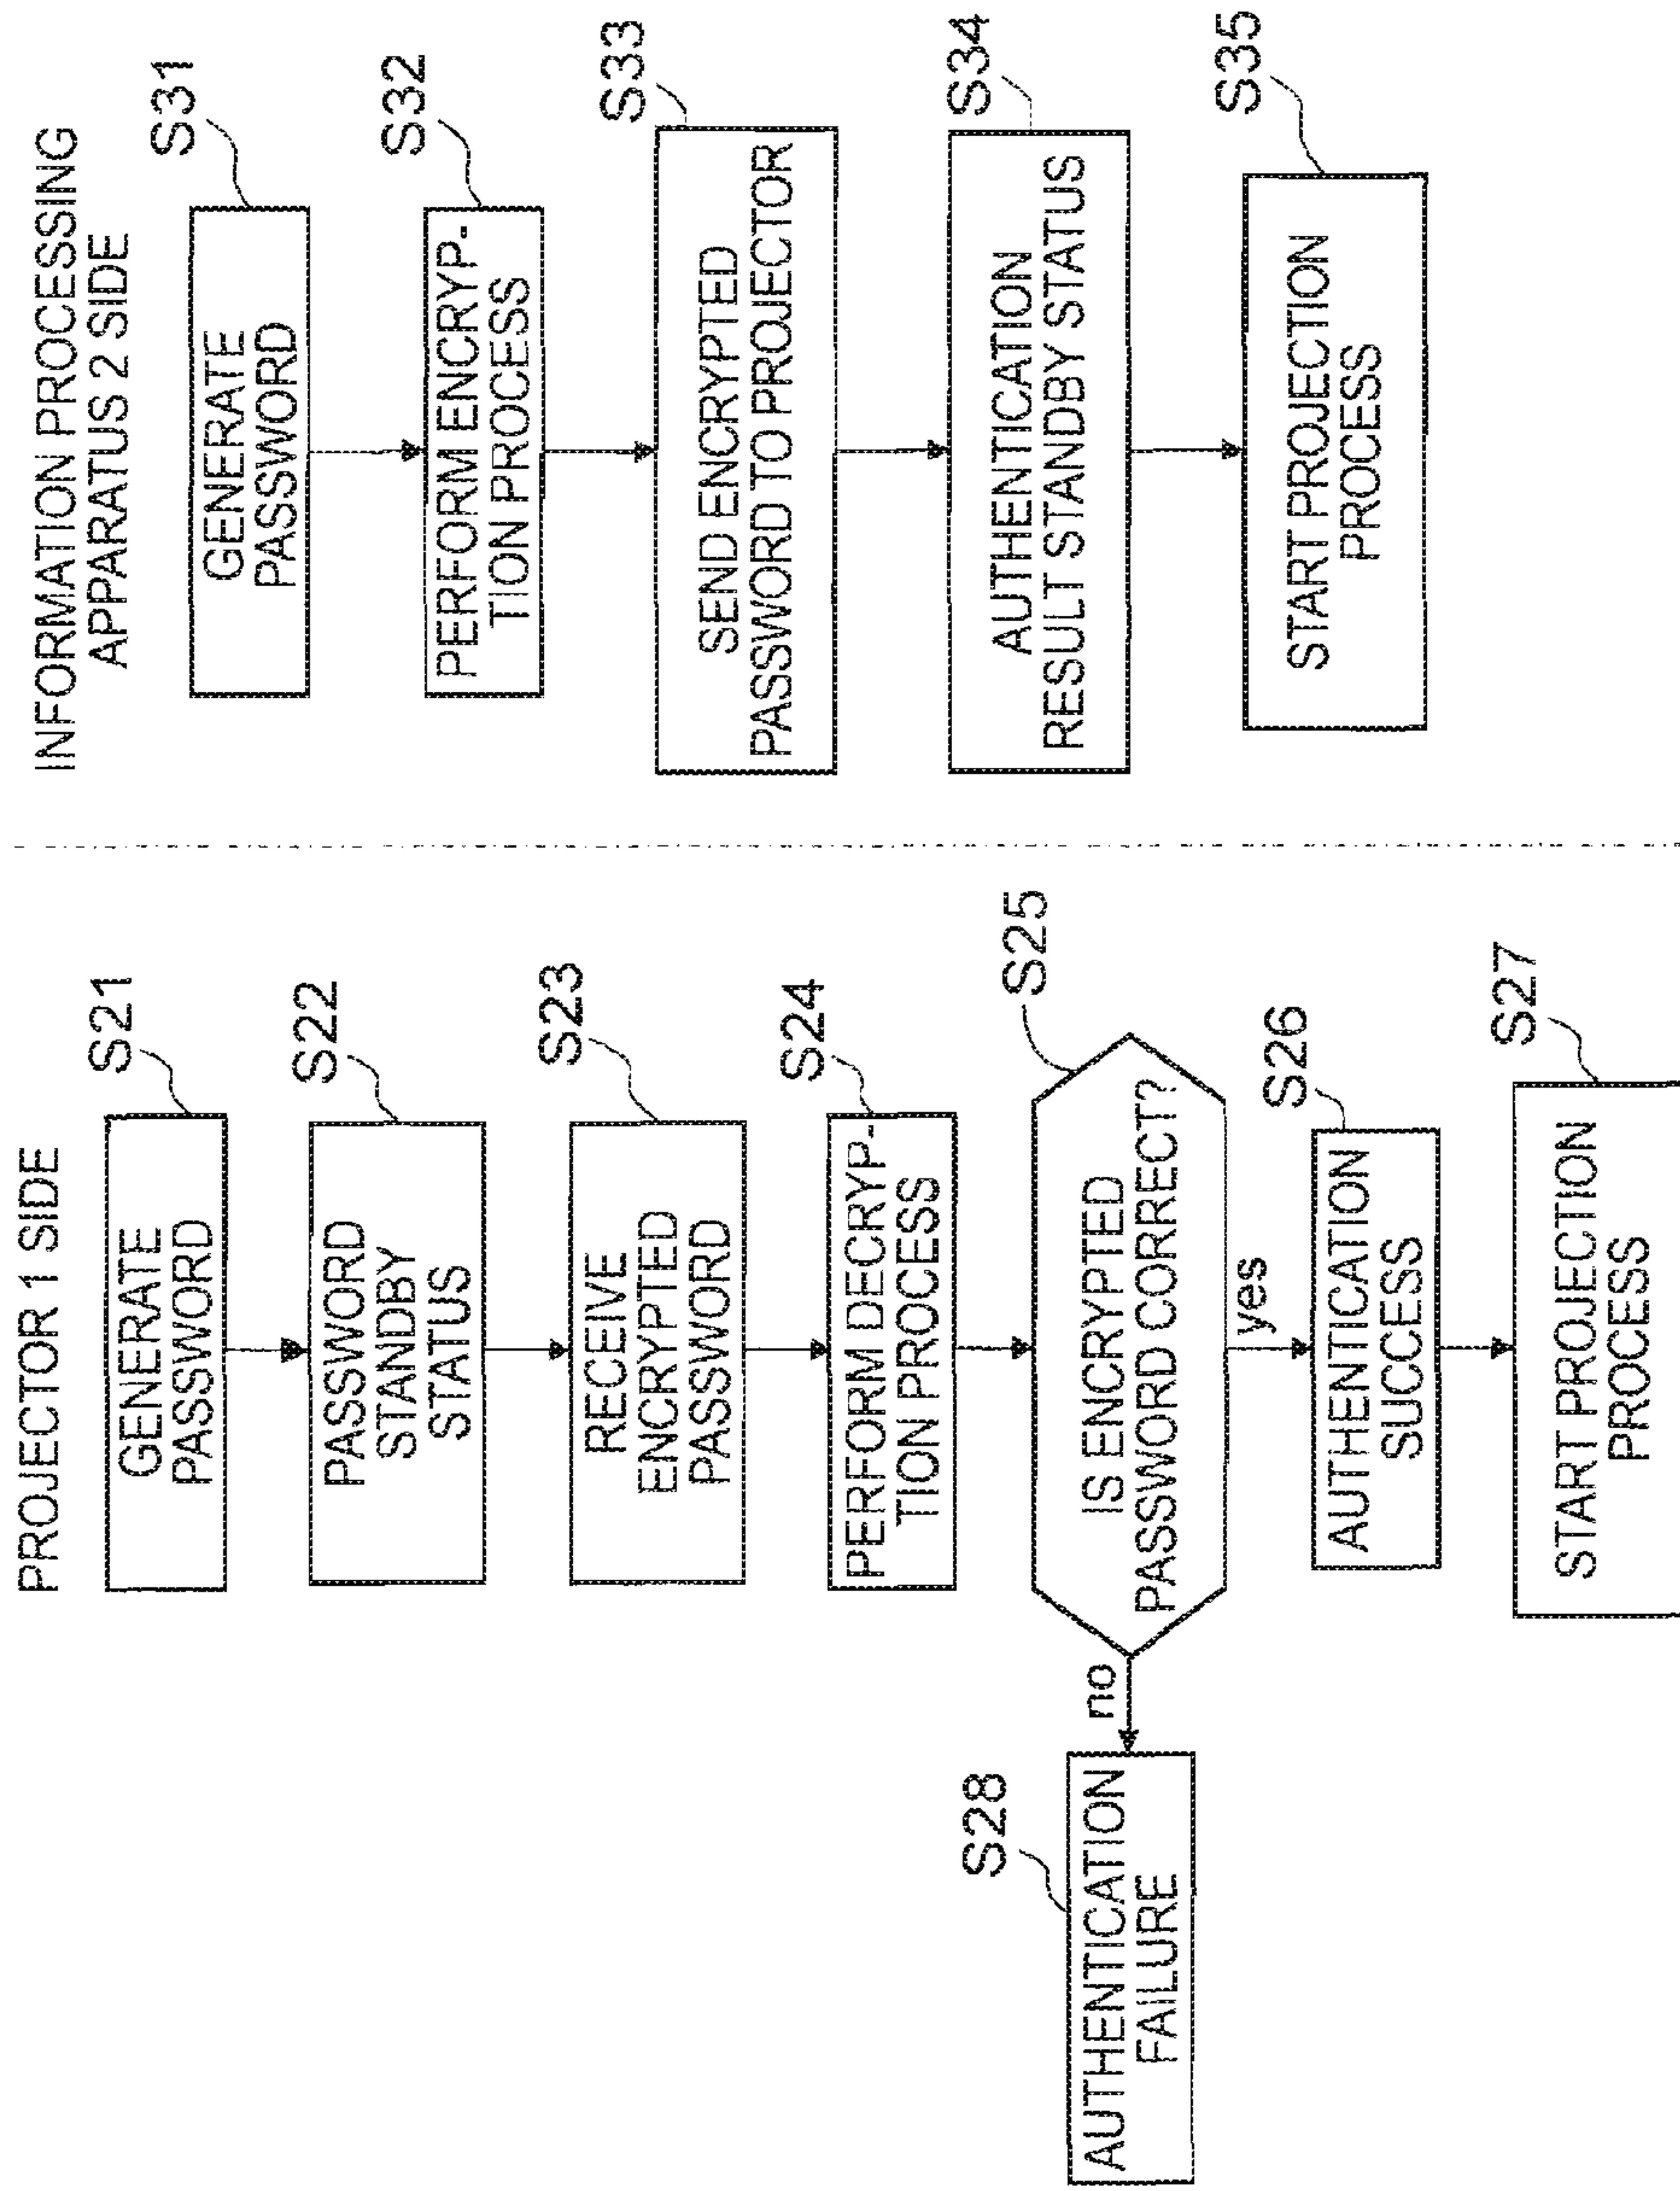 PROJECTOR 1 SIDE
S21
GENERATE
PASSWORD
S22
PASSWORD
STANDBY
STATUS
S23
RECEIVE
ENCRYPTED
PASSWORD
S24
PERFORM DECRYP-
TION PROCESS
S25
IS ENCRYPTED
PASSWORD CORRECT?
no
yes
S28
AUTHENTICATION
FAILURE
S26
AUTHENTICATION
SUCCESS
S27
START PROJECTION
PROCESS
INFORMATION PROCESSING
APPARATUS 2 SIDE
S31
GENERATE
PASSWORD
S32
PERFORM ENCRYP-
TION PROCESS
S33
SEND ENCRYPTED
PASSWORD TO PROJECTOR
S34
AUTHENTICATION
RESULT STANDBY STATUS
S35
START PROJECTION
PROCESS